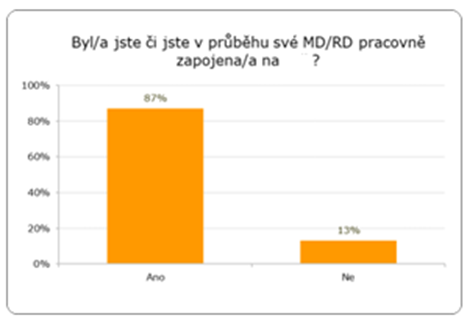 Byl/a jste či jste v průběhu své MD/RD pracovně
zapojena/a na ?
100%
80%
60%
40%
20%
0%
87%
13%
Ano
Ne